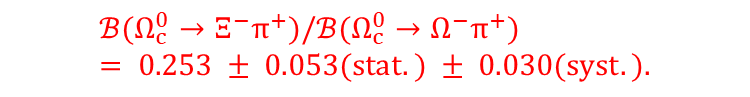 ℬ(Ω⁰c → Ξ⁻π⁺)/ℬ(Ω⁰c → Ω⁻π⁺)
= 0.253 ± 0.053(stat.) ± 0.030(syst.).